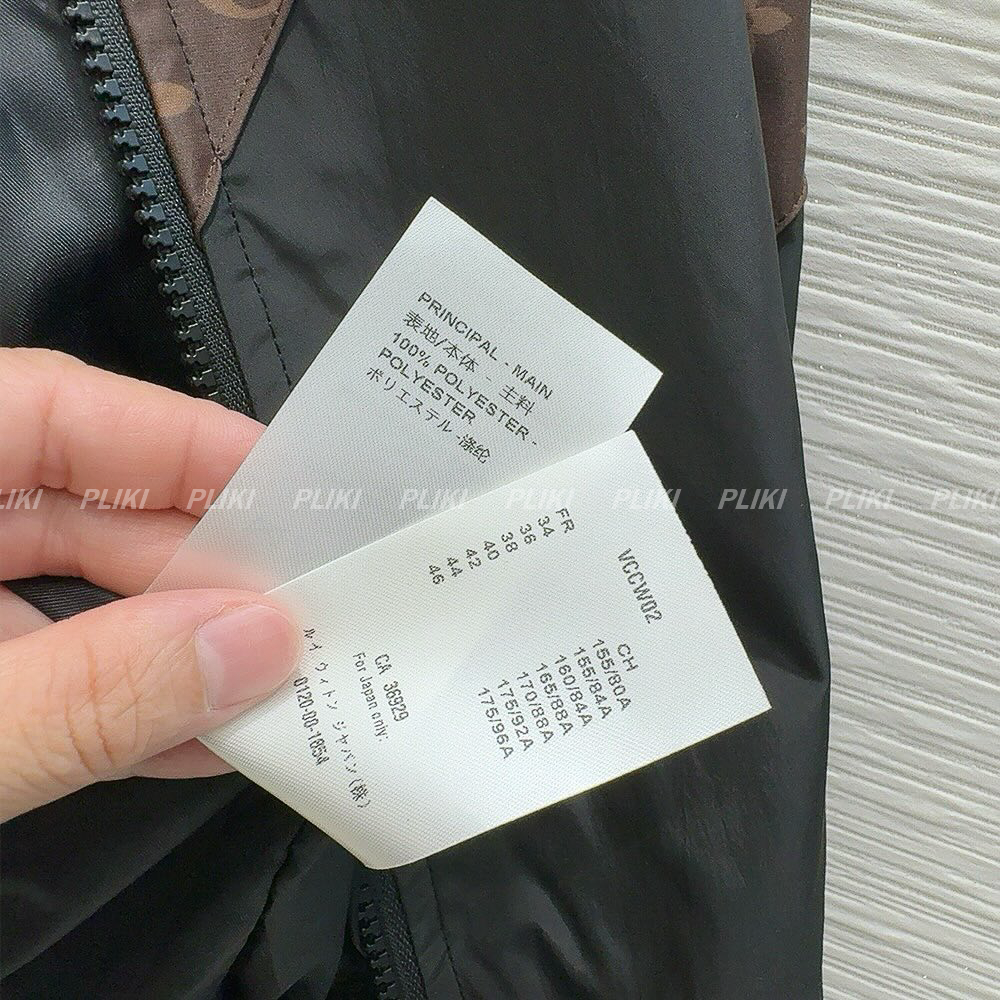 PRINCIPAL - MAIN
表地/本体 - 主料
100% POLYESTER -
POLYESTER
ポリエステル -涤纶
VCCW02
FR CH
34 155/80A
36 155/84A
38 160/84A
40 165/88A
42 170/88A
44 175/92A
46 175/96A
CA 36929
For Japan only:
ルイ ヴィトン ジャパン(株)
0120-00-1854
LIKI PLIKI PLIKI PLIKI PLIKI PLIKI PLIKI PLIKI PLIKI PLIKI